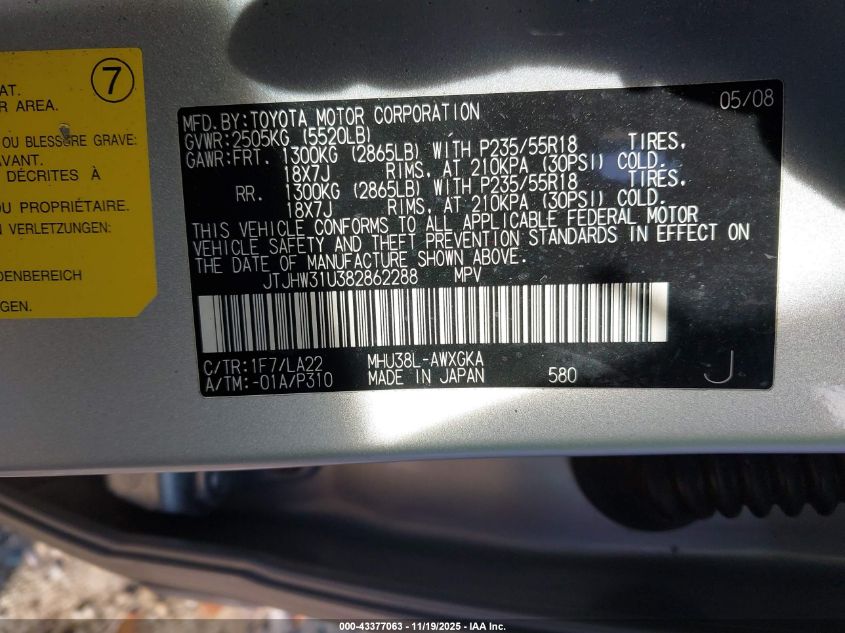 7
AT.
R AREA.
OU BLESSURE GRAVE:
AVANT.
DÉCRITES À
OU PROPRIÉTAIRE.
N VERLETZUNGEN:
DENBEREICH
TJÄHR.
05/08
MFD.BY:TOYOTA MOTOR CORPORATION
GVWR:2505KG (5520LB)
GAWR:FRT. 1300KG (2865LB) WITH P235/55R18 TIRES,
18X7J RIMS, AT 210KPA (30PSI) COLD.
RR. 1300KG (2865LB) WITH P235/55R18 TIRES,
18X7J RIMS, AT 210KPA (30PSI) COLD.
THIS VEHICLE CONFORMS TO ALL APPLICABLE FEDERAL MOTOR
VEHICLE SAFETY AND THEFT PREVENTION STANDARDS IN EFFECT ON
THE DATE OF MANUFACTURE SHOWN ABOVE.
JTJHW31U382862288 MPV
C/TR:1F7/LA22 MHU38L-AWXGKA
A/TM:-01A/P310 MADE IN JAPAN 580 J
000-43377063 - 11/19/2025 - IAA Inc.